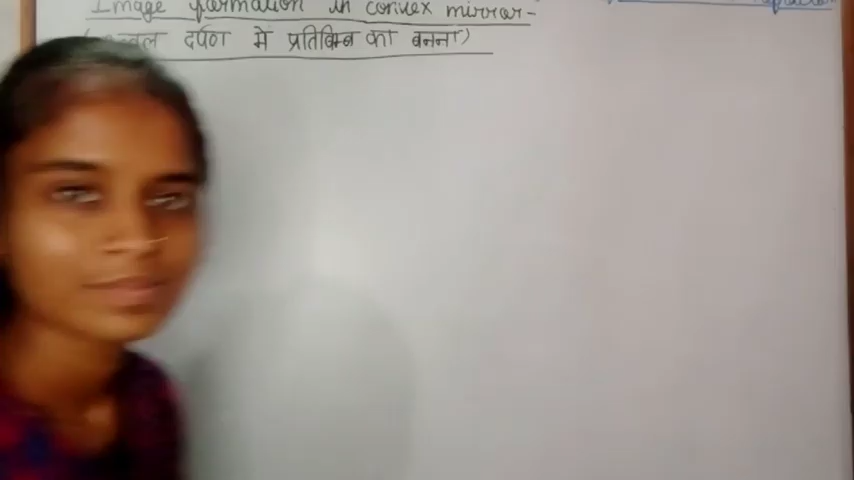 Image formation in convex mirror-
दर्पण में प्रतिबिम्ब का बनना)